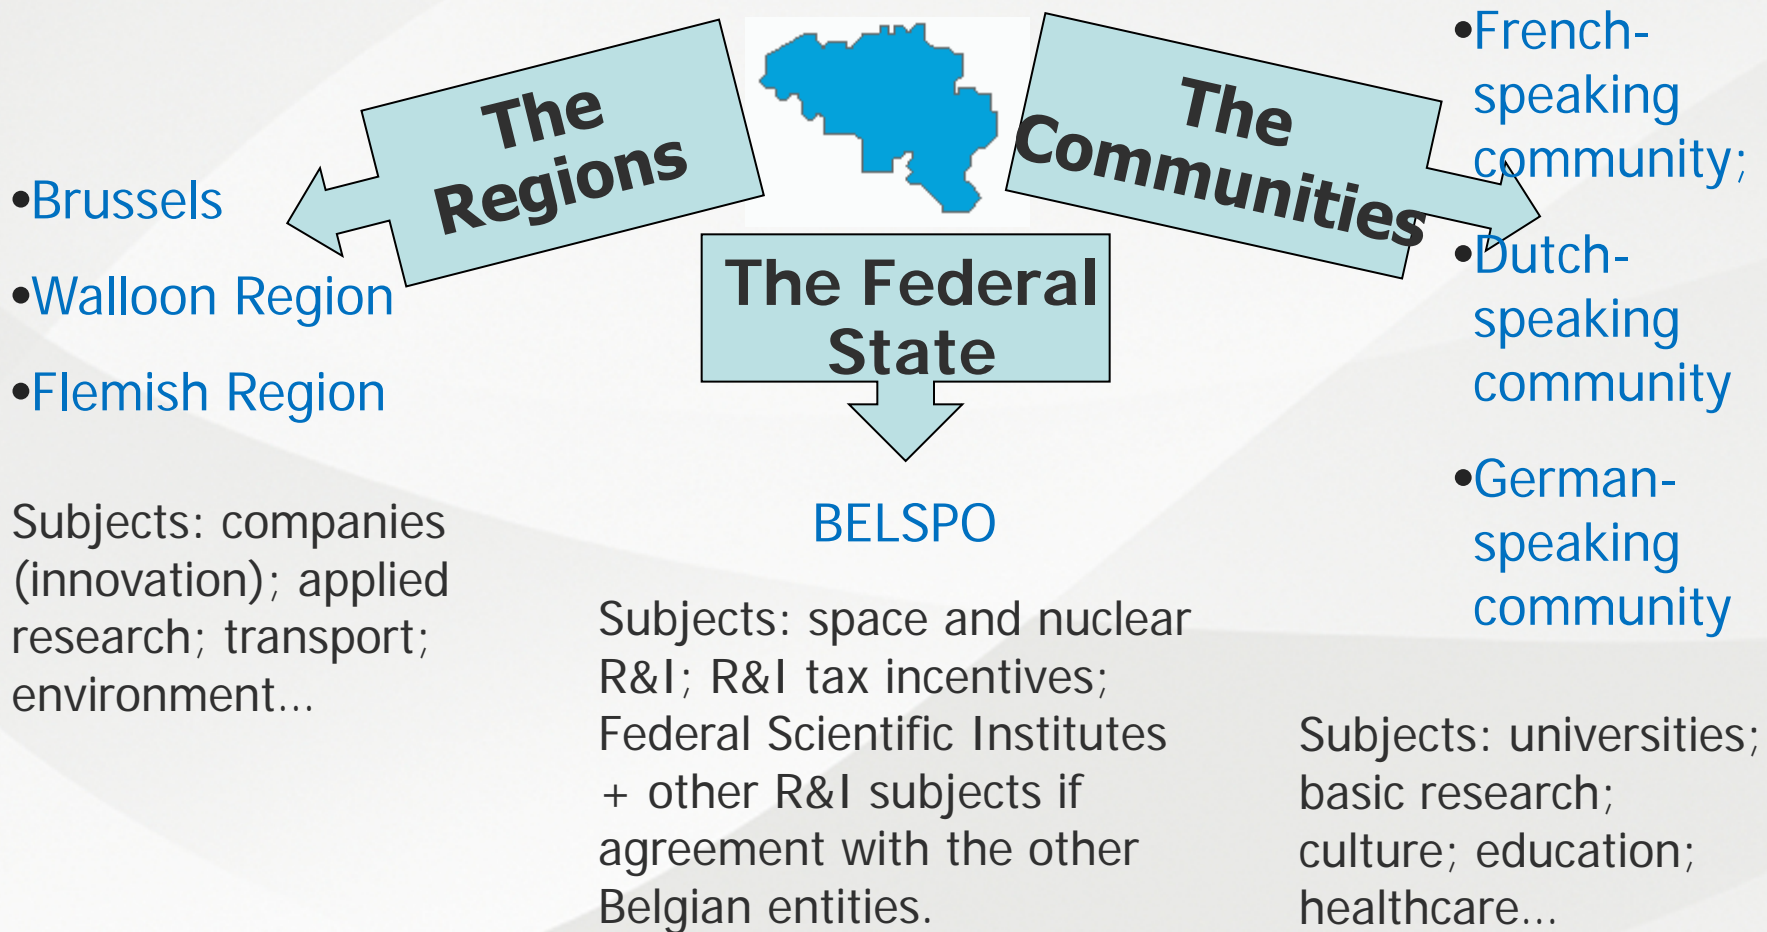 The
Regions
•Brussels
•Walloon Region
•Flemish Region
Subjects: companies
(innovation); applied
research; transport;
environment...
The Federal
State
BELSPO
Subjects: space and nuclear
R&I; R&I tax incentives;
Federal Scientific Institutes
+ other R&I subjects if
agreement with the other
Belgian entities.
The
Communities
•French-
speaking
community;
•Dutch-
speaking
community
•German-
speaking
community
Subjects: universities;
basic research;
culture; education;
healthcare...